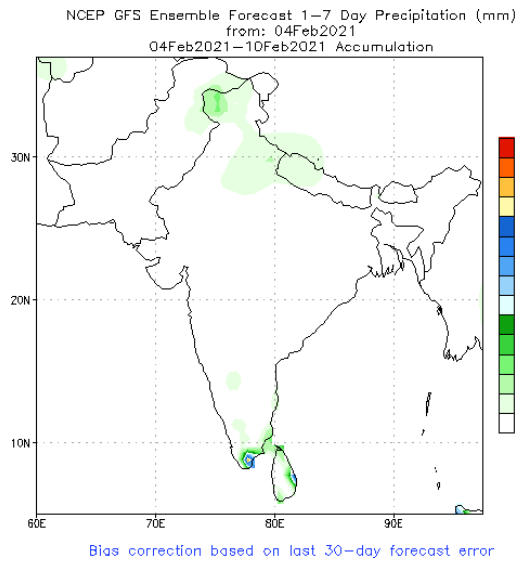 NCEP GFS Ensemble Forecast 1–7 Day Precipitation (mm)
from: 04Feb2021
04Feb2021–10Feb2021 Accumulation
30N
20N
10N
60E 70E 80E 90E
Bias correction based on last 30-day forecast error